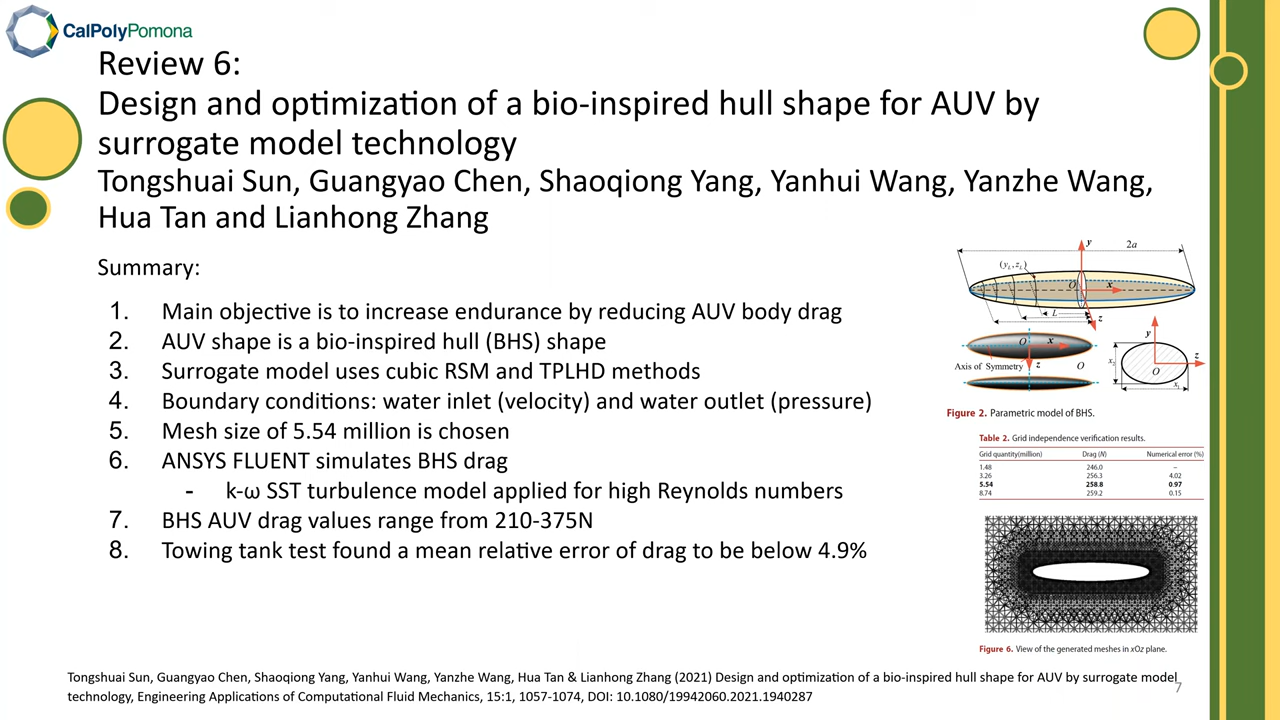 CalPolyPomona
Review 6:
Design and optimization of a bio-inspired hull shape for AUV by
surrogate model technology
Tongshuai Sun, Guangyao Chen, Shaoqiong Yang, Yanhui Wang, Yanzhe Wang,
Hua Tan and Lianhong Zhang
Summary:
1. Main objective is to increase endurance by reducing AUV body drag
2. AUV shape is a bio-inspired hull (BHS) shape
3. Surrogate model uses cubic RSM and TPLHD methods
4. Boundary conditions: water inlet (velocity) and water outlet (pressure)
5. Mesh size of 5.54 million is chosen
6. ANSYS FLUENT simulates BHS drag
- k-ω SST turbulence model applied for high Reynolds numbers
7. BHS AUV drag values range from 210-375N
8. Towing tank test found a mean relative error of drag to be below 4.9%
y
2a
(y_L, z_L)
O
x
L
z
O
x
Axis of Symmetry
z
O
y
x₂
z
O
x₁
Figure 2. Parametric model of BHS.
Table 2. Grid independence verification results.
Grid quantity(million) Drag (N) Numerical error (%)
1.48 246.0 –
3.26 256.3 4.02
5.54 258.8 0.97
8.74 259.2 0.15
Figure 6. View of the generated meshes in xOz plane.
Tongshuai Sun, Guangyao Chen, Shaoqiong Yang, Yanhui Wang, Yanzhe Wang, Hua Tan & Lianhong Zhang (2021) Design and optimization of a bio-inspired hull shape for AUV by surrogate model
technology, Engineering Applications of Computational Fluid Mechanics, 15:1, 1057-1074, DOI: 10.1080/19942060.2021.1940287
7